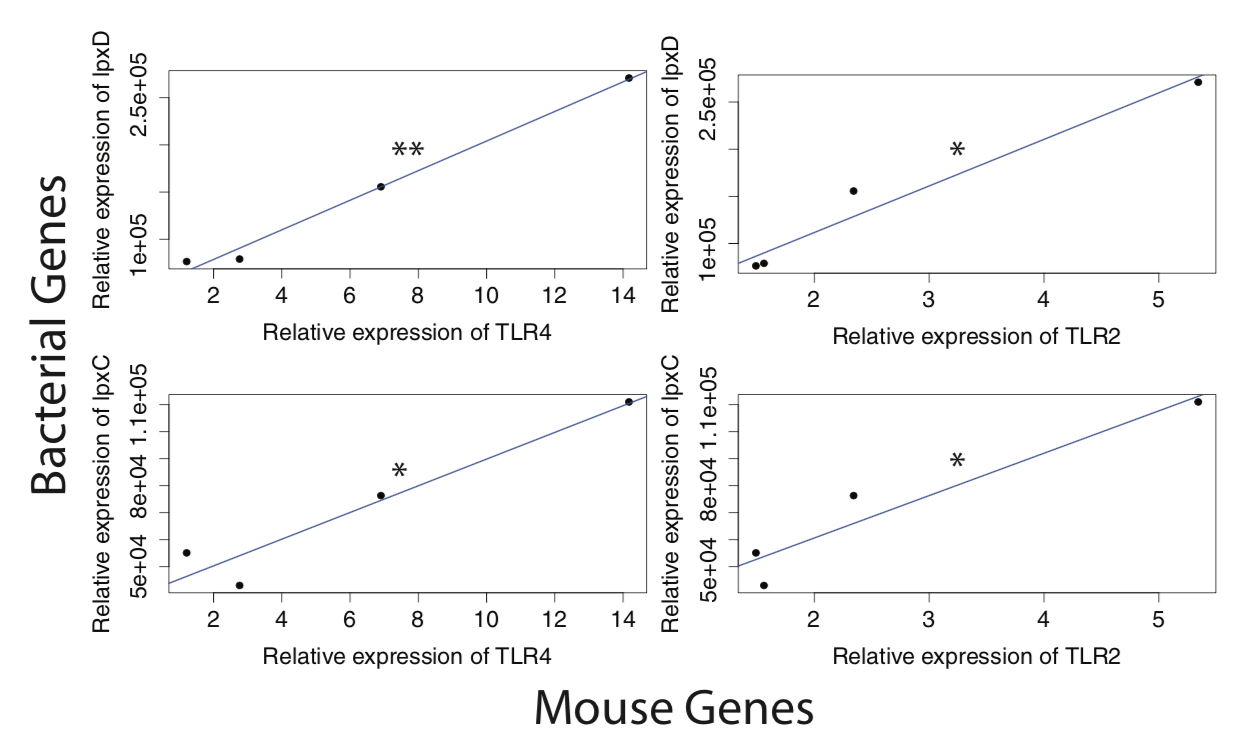 Bacterial Genes
Relative expression of lpxD
1e+05 2.5e+05
**
2 4 6 8 10 12 14
Relative expression of TLR4
Relative expression of lpxD
1e+05 2.5e+05
*
2 3 4 5
Relative expression of TLR2
Relative expression of lpxC
5e+04 8e+04 1.1e+05
*
2 4 6 8 10 12 14
Relative expression of TLR4
Relative expression of lpxC
5e+04 8e+04 1.1e+05
*
2 3 4 5
Relative expression of TLR2
Mouse Genes